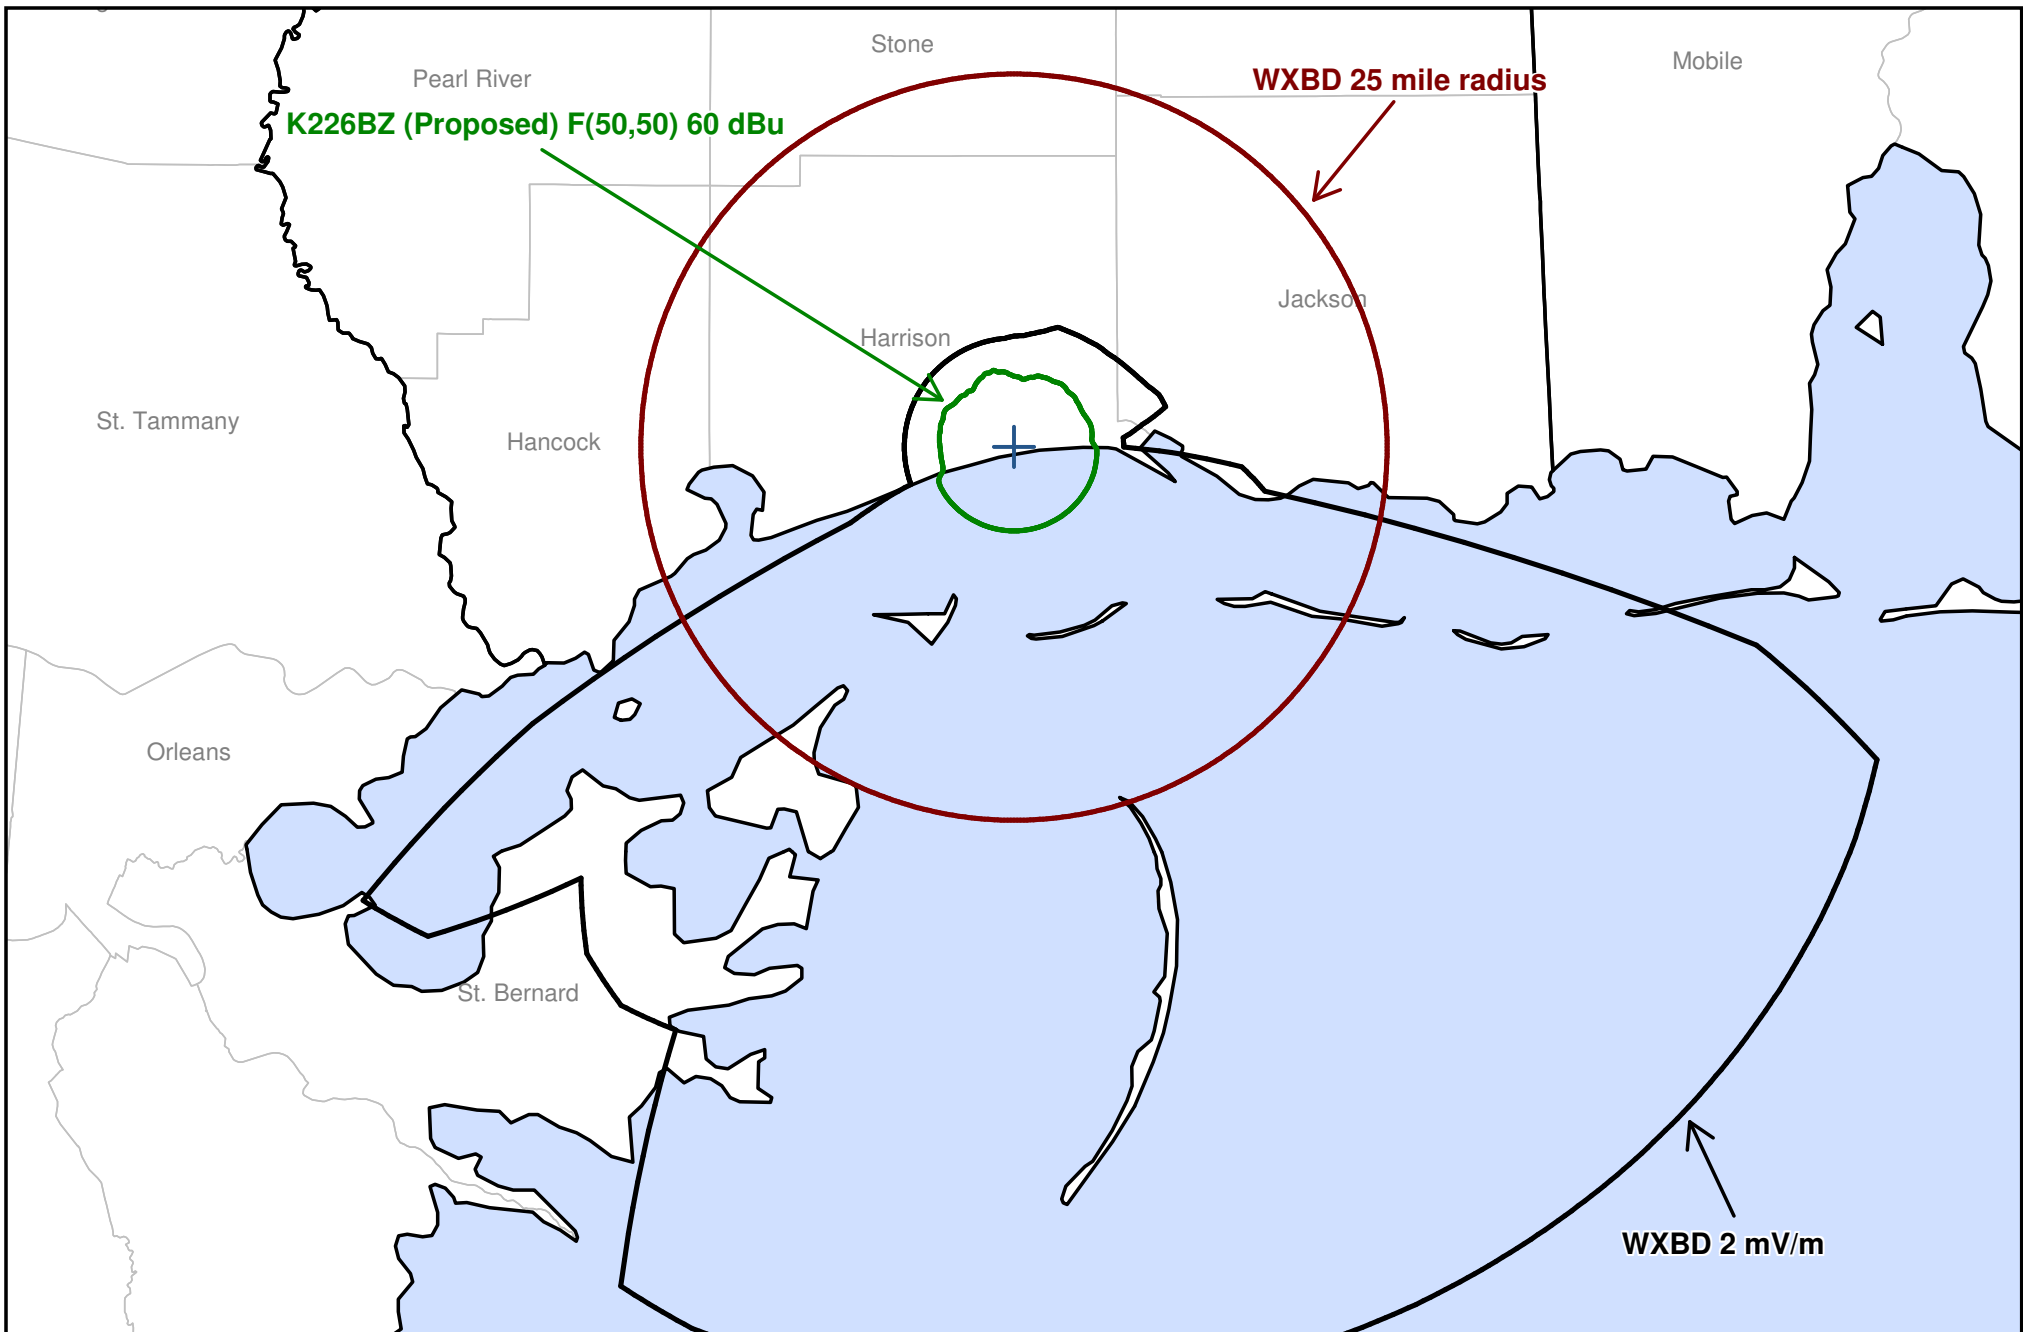 Stone
Mobile
Pearl River
WXBD 25 mile radius
K226BZ (Proposed) F(50,50) 60 dBu
Jackson
Harrison
St. Tammany
Hancock
Orleans
St. Bernard
WXBD 2 mV/m